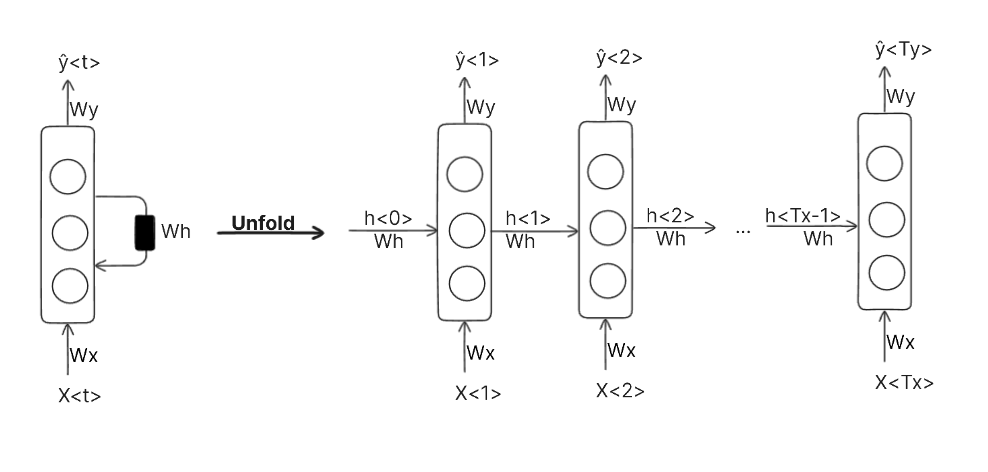 ŷ<t>
Wy
Wh
Wx
X<t>
Unfold
h<0>
Wh
ŷ<1>
Wy
Wx
X<1>
h<1>
Wh
ŷ<2>
Wy
Wx
X<2>
h<2>
Wh
...
h<Tx-1>
Wh
ŷ<Ty>
Wy
Wx
X<Tx>